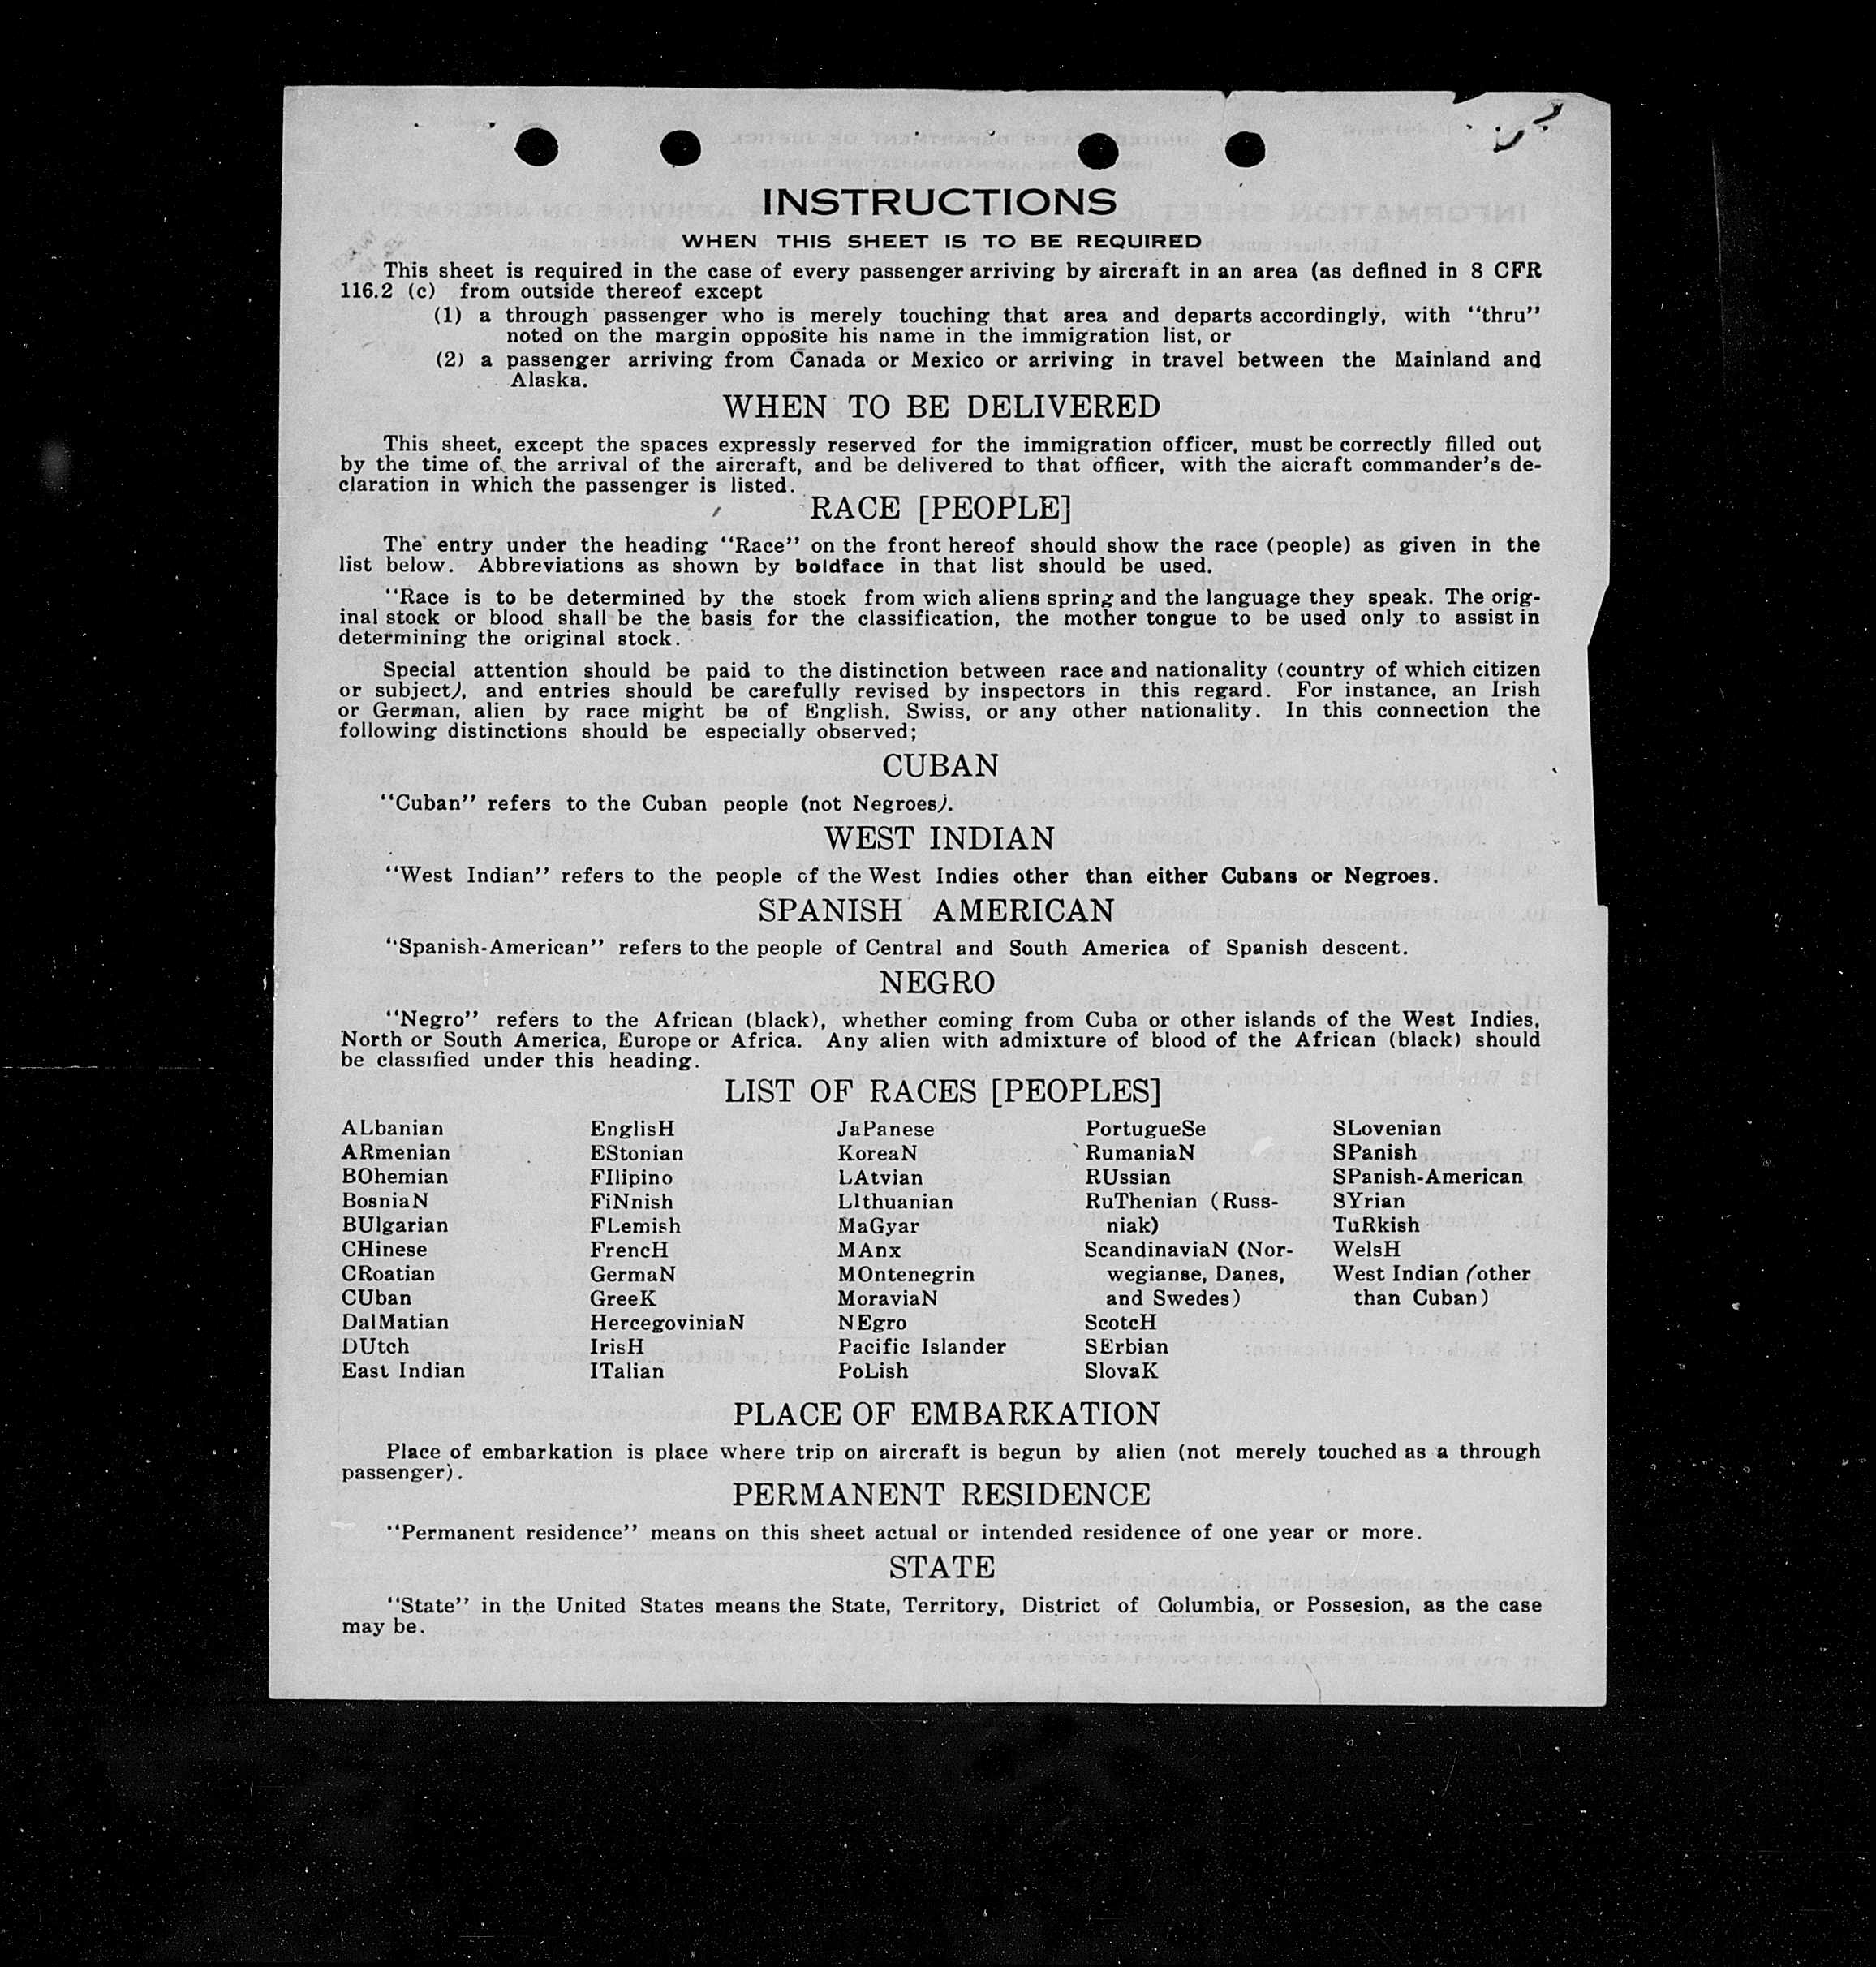 INSTRUCTIONS
WHEN THIS SHEET IS TO BE REQUIRED
This sheet is required in the case of every passenger arriving by aircraft in an area (as defined in 8 CFR
116.2 (c) from outside thereof except
(1) a through passenger who is merely touching that area and departs accordingly, with "thru"
noted on the margin opposite his name in the immigration list, or
(2) a passenger arriving from Canada or Mexico or arriving in travel between the Mainland and
Alaska.
WHEN TO BE DELIVERED
This sheet, except the spaces expressly reserved for the immigration officer, must be correctly filled out
by the time of the arrival of the aircraft, and be delivered to that officer, with the aicraft commander's de-
claration in which the passenger is listed.
RACE [PEOPLE]
The entry under the heading "Race" on the front hereof should show the race (people) as given in the
list below. Abbreviations as shown by boldface in that list should be used.
"Race is to be determined by the stock from wich aliens spring and the language they speak. The orig-
inal stock or blood shall be the basis for the classification, the mother tongue to be used only to assist in
determining the original stock.
Special attention should be paid to the distinction between race and nationality (country of which citizen
or subject), and entries should be carefully revised by inspectors in this regard. For instance, an Irish
or German, alien by race might be of English, Swiss, or any other nationality. In this connection the
following distinctions should be especially observed;
CUBAN
"Cuban" refers to the Cuban people (not Negroes).
WEST INDIAN
"West Indian" refers to the people of the West Indies other than either Cubans or Negroes.
SPANISH AMERICAN
"Spanish-American" refers to the people of Central and South America of Spanish descent.
NEGRO
"Negro" refers to the African (black), whether coming from Cuba or other islands of the West Indies,
North or South America, Europe or Africa. Any alien with admixture of blood of the African (black) should
be classified under this heading.
LIST OF RACES [PEOPLES]
ALbanian
ARmenian
BOhemian
BosniaN
BUlgarian
CHinese
CRoatian
CUban
DalMatian
DUtch
East Indian
EnglisH
EStonian
FIlipino
FiNnish
FLemish
FrencH
GermaN
GreeK
HercegoviniaN
IrisH
ITalian
JaPanese
KoreaN
LAtvian
LIthuanian
MaGyar
MAnx
MOntenegrin
MoraviaN
NEgro
Pacific Islander
PoLish
PortugueSe
RumaniaN
RUssian
RuThenian (Russ-
niak)
ScandinaviaN (Nor-
wegianse, Danes,
and Swedes)
ScotcH
SErbian
SlovaK
SLovenian
SPanish
SPanish-American
SYrian
TuRkish
WelsH
West Indian (other
than Cuban)
PLACE OF EMBARKATION
Place of embarkation is place where trip on aircraft is begun by alien (not merely touched as a through
passenger).
PERMANENT RESIDENCE
"Permanent residence" means on this sheet actual or intended residence of one year or more.
STATE
"State" in the United States means the State, Territory, District of Columbia, or Possesion, as the case
may be.